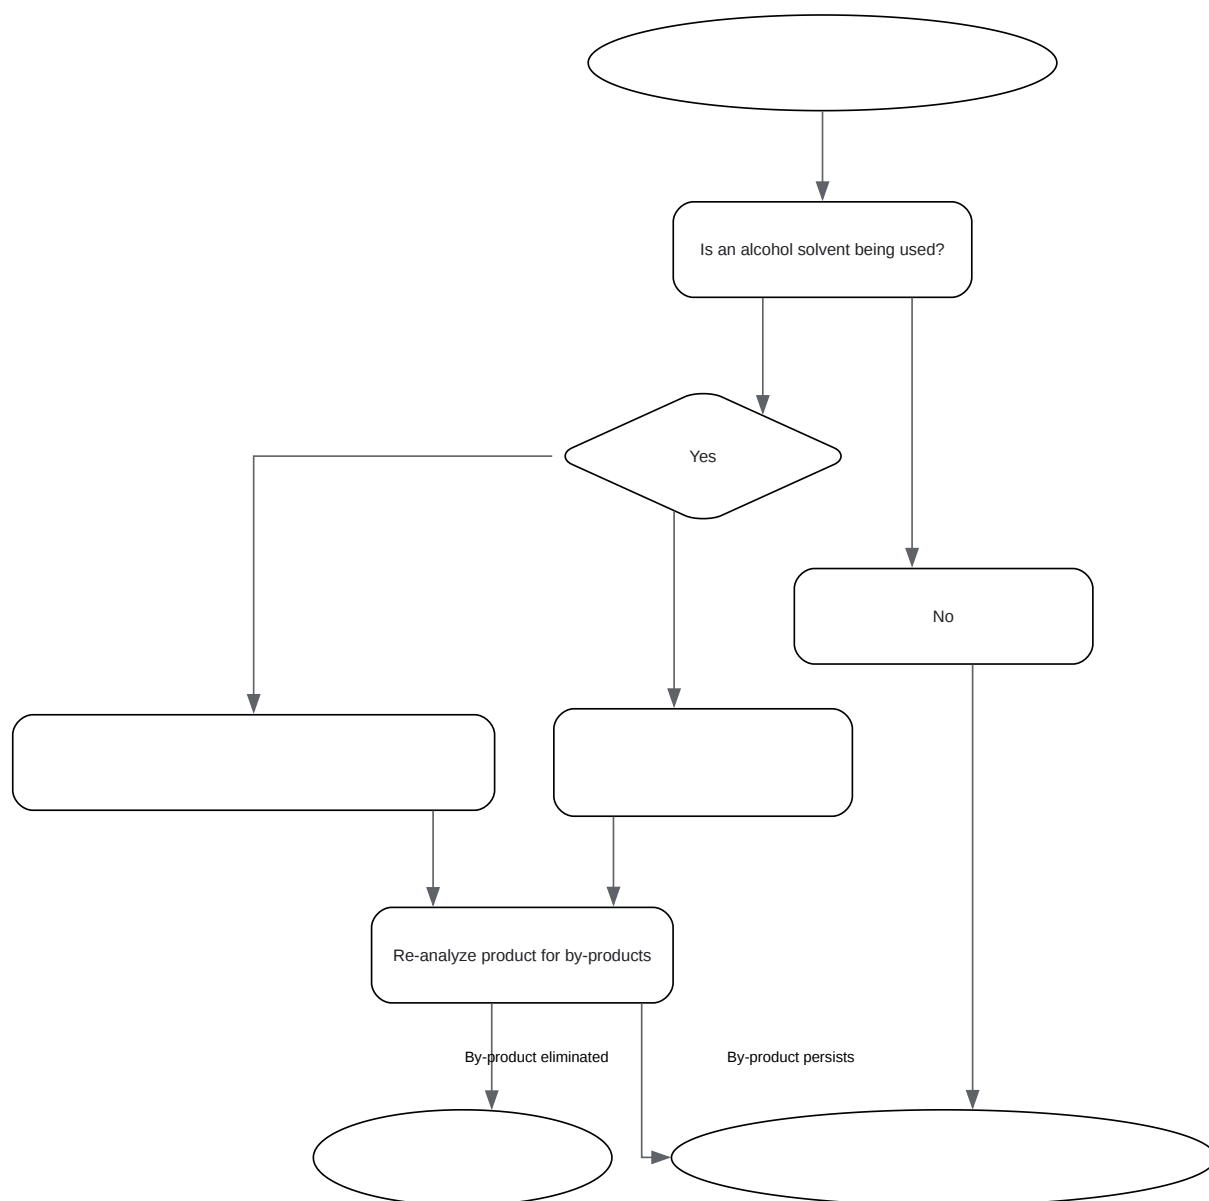 Is an alcohol solvent being used?
Yes
No
Re-analyze product for by-products
By-product eliminated
By-product persists